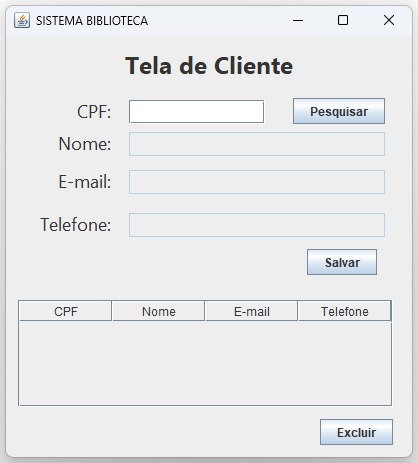 SISTEMA BIBLIOTECA
Tela de Cliente
CPF: Pesquisar
Nome:
E-mail:
Telefone:
Salvar
CPF Nome E-mail Telefone
Excluir